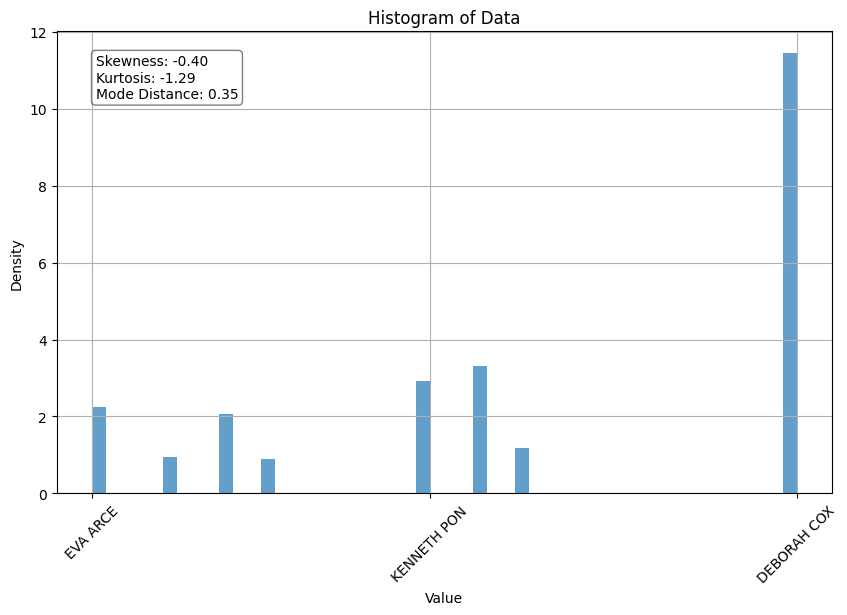 Histogram of Data
Skewness: -0.40
Kurtosis: -1.29
Mode Distance: 0.35
Density
12
10
8
6
4
2
0
EVA ARCE
KENNETH PON
DEBORAH COX
Value